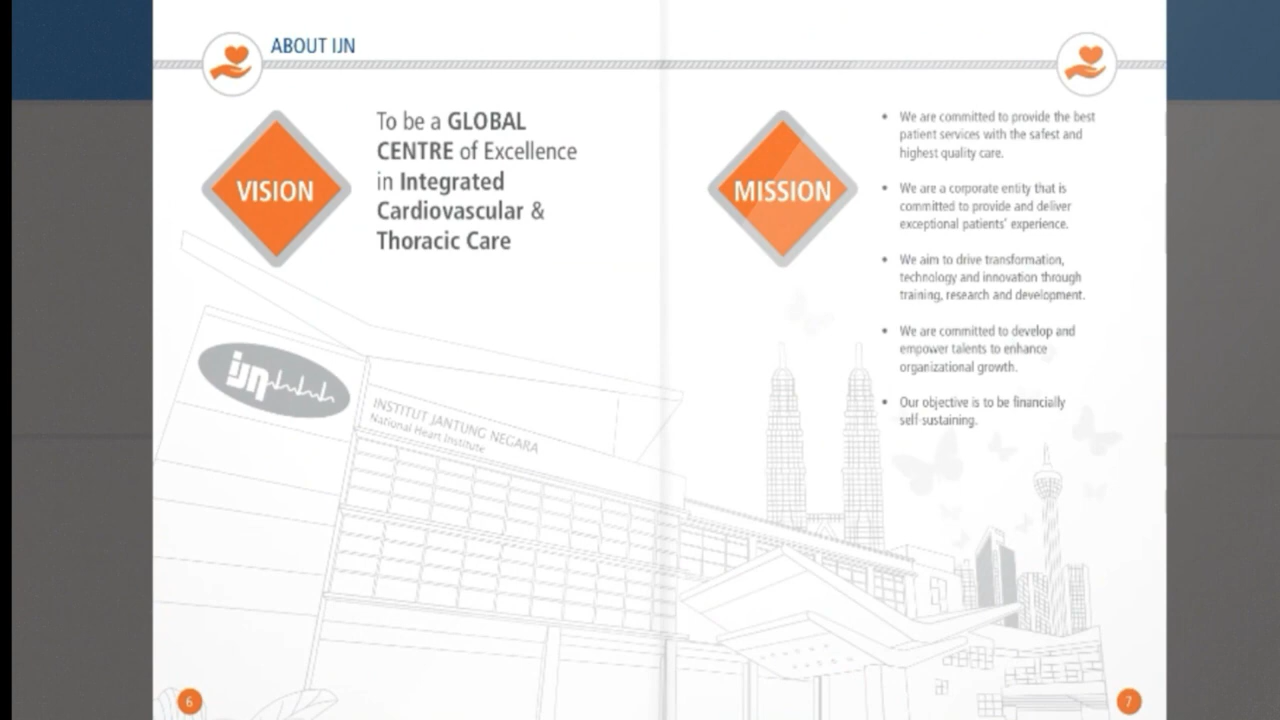 ABOUT IJN
VISION
To be a GLOBAL
CENTRE of Excellence
in Integrated
Cardiovascular &
Thoracic Care
ijn
INSTITUT JANTUNG NEGARA
National Heart Institute
6
MISSION
• We are committed to provide the best
patient services with the safest and
highest quality care.
• We are a corporate entity that is
committed to provide and deliver
exceptional patients' experience.
• We aim to drive transformation,
technology and innovation through
training, research and development.
• We are committed to develop and
empower talents to enhance
organizational growth.
• Our objective is to be financially
self-sustaining.
7